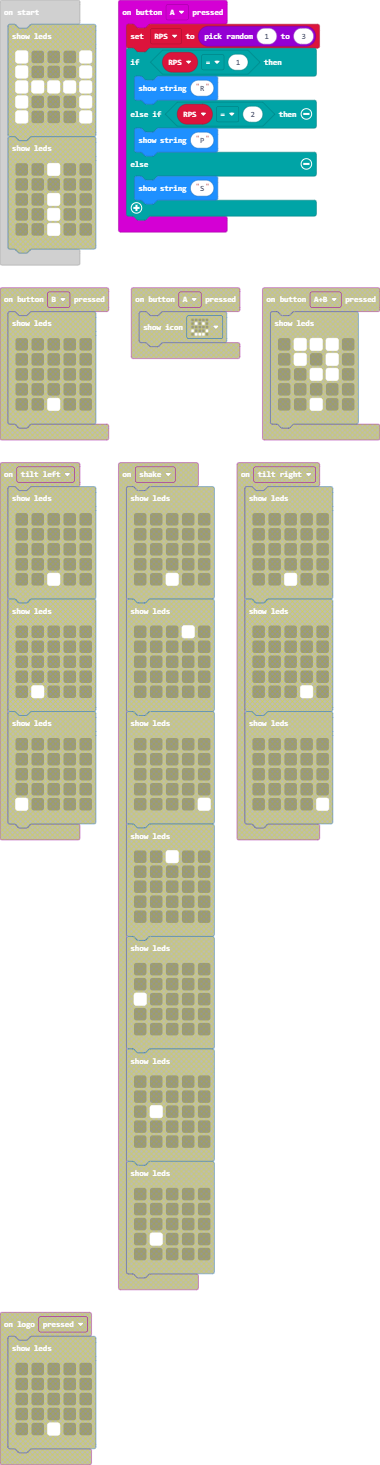 on start
show leds
show leds
on button A pressed
set RPS to pick random 1 to 3
if RPS = 1 then
show string "R"
else if RPS = 2 then
show string "P"
else
show string "S"
on button B pressed
show leds
on button A pressed
show icon
on button A+B pressed
show leds
on tilt left
show leds
show leds
show leds
on shake
show leds
show leds
show leds
show leds
show leds
show leds
show leds
on tilt right
show leds
show leds
show leds
on logo pressed
show leds